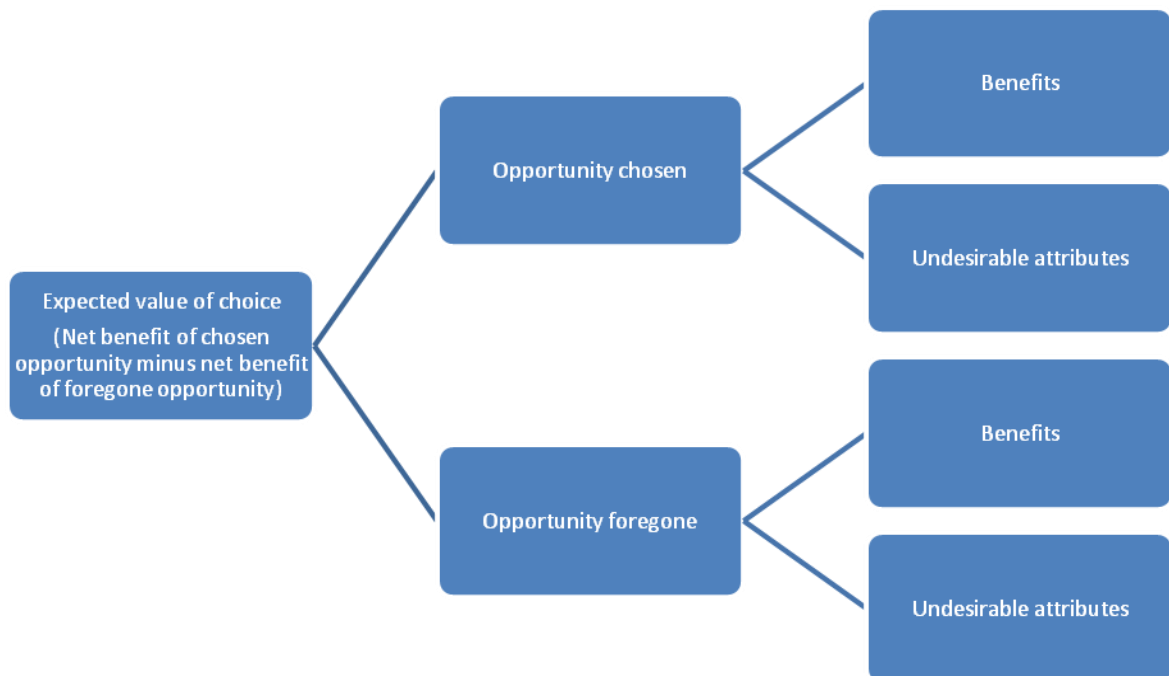 Expected value of choice
(Net benefit of chosen
opportunity minus net benefit
of foregone opportunity)
Opportunity chosen
Benefits
Undesirable attributes
Opportunity foregone
Benefits
Undesirable attributes